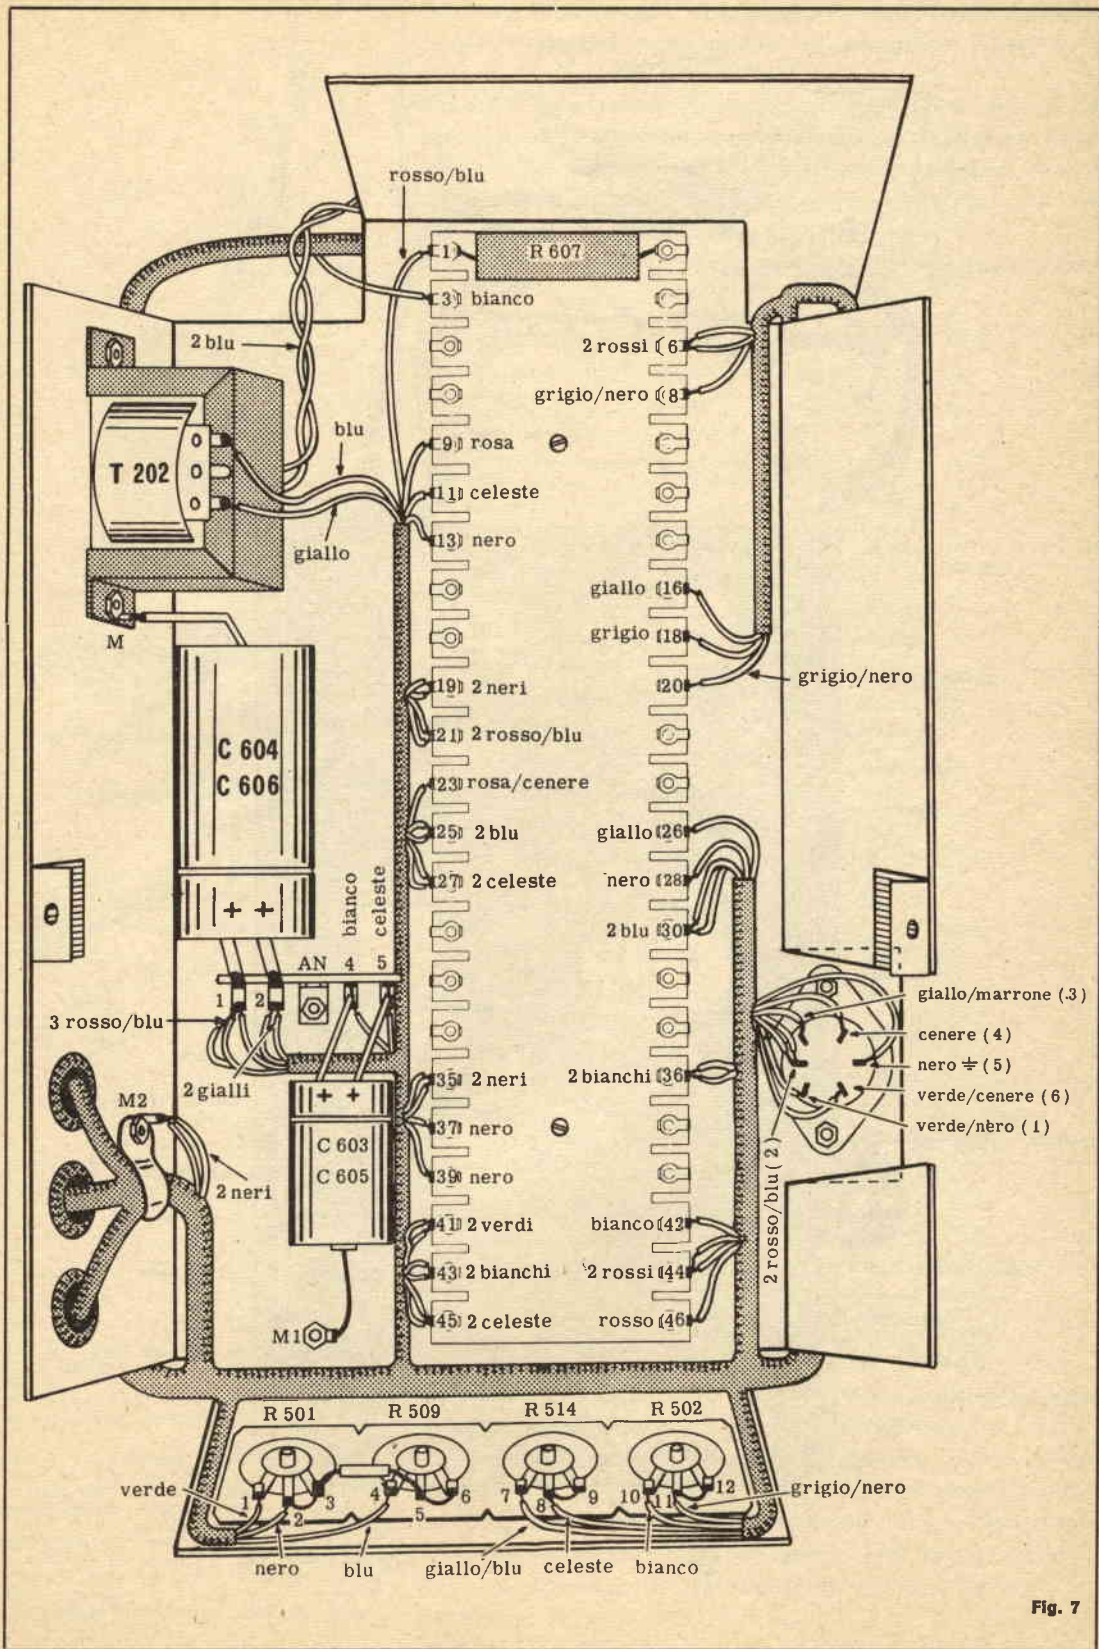 rosso/blu
1 R 607
3 bianco
2 blu
2 rossi 6
grigio/nero 8
blu
9 rosa
T 202
11 celeste
giallo
13 nero
giallo 16
M
grigio 18
grigio/nero
19 2 neri
20
21 2 rosso/blu
C 604
C 606
23 rosa/cenere
25 2 blu
giallo 26
27 2 celeste
nero 28
bianco
celeste
+ +
2 blu 30
AN 4 5
1 2
giallo/marrone (.3)
3 rosso/blu
cenere (4)
nero ⏚ (5)
2 gialli
35 2 neri
2 bianchi 36
verde/cenere (6)
M2
+ +
verde/nero (1)
37 nero
C 603
C 605
39 nero
2 neri
2 rosso/blu (2)
41 2 verdi
bianco 42
43 2 bianchi
2 rossi 44
M1
45 2 celeste
rosso 46
R 501 R 509 R 514 R 502
verde
1 2 3 4 5 6 7 8 9 10 11 12
grigio/nero
nero blu giallo/blu celeste bianco
Fig. 7